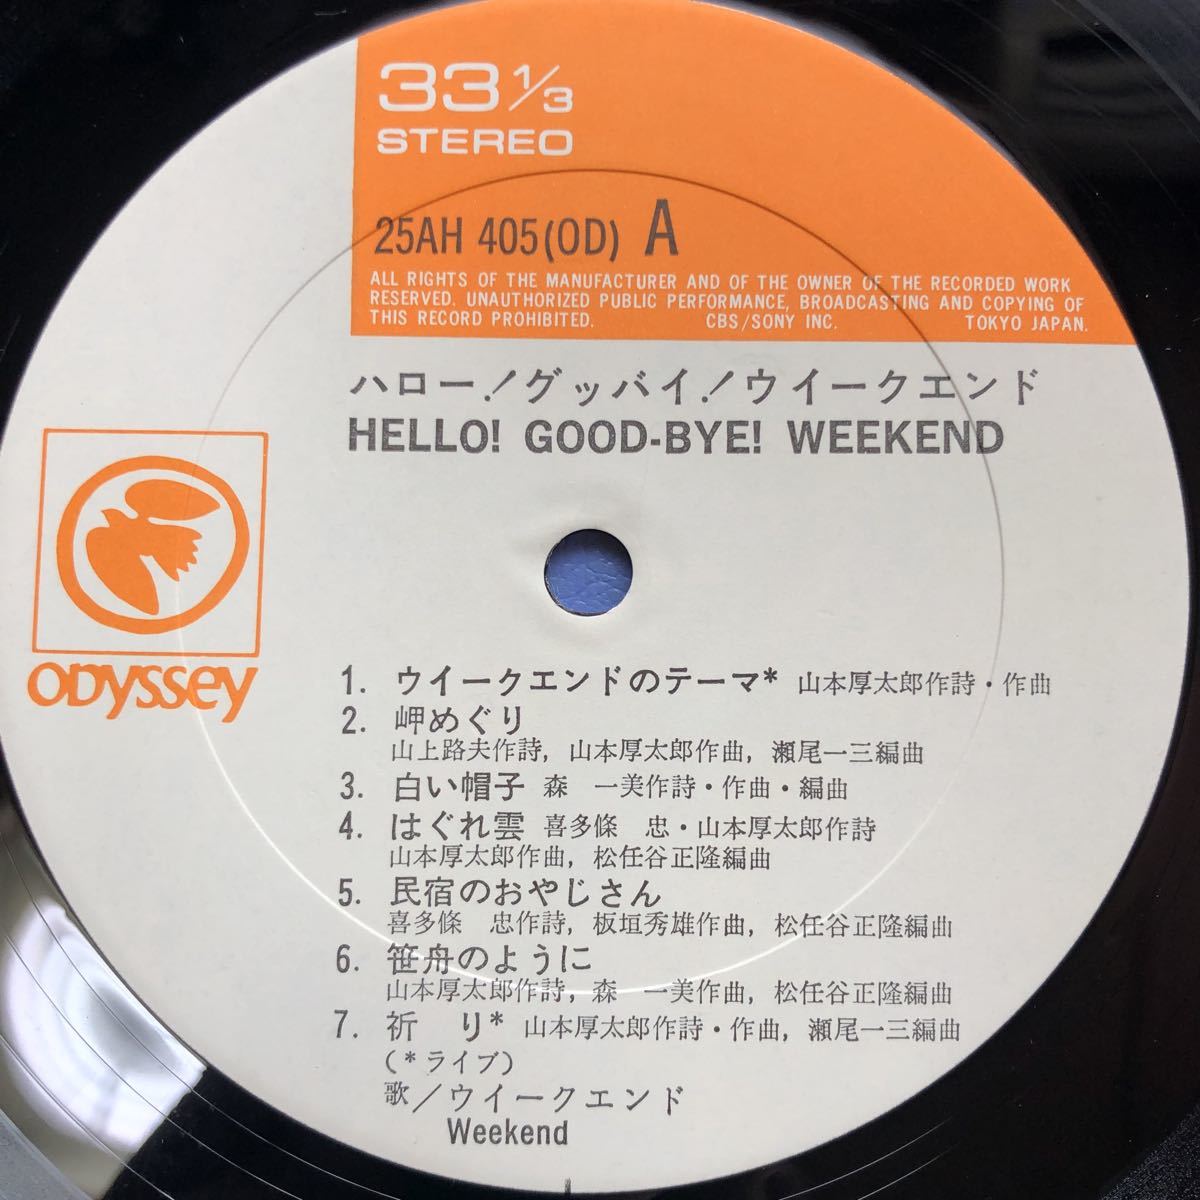 33 1/3
STEREO
25AH 405(OD) A
ALL RIGHTS OF THE MANUFACTURER AND OF THE OWNER OF THE RECORDED WORK
RESERVED. UNAUTHORIZED PUBLIC PERFORMANCE, BROADCASTING AND COPYING OF
THIS RECORD PROHIBITED. CBS/SONY INC. TOKYO JAPAN.
ハロー!グッバイ!ウイークエンド
HELLO! GOOD-BYE! WEEKEND
ODYSSEY
1. ウイークエンドのテーマ* 山本厚太郎作詩・作曲
2. 岬めぐり
山上路夫作詩, 山本厚太郎作曲, 瀬尾一三編曲
3. 白い帽子 森 一美作詩・作曲・編曲
4. はぐれ雲 喜多條 忠・山本厚太郎作詩
山本厚太郎作曲, 松任谷正隆編曲
5. 民宿のおやじさん
喜多條 忠作詩, 板垣秀雄作曲, 松任谷正隆編曲
6. 笹舟のように
山本厚太郎作詩, 森 一美作曲, 松任谷正隆編曲
7. 祈 り* 山本厚太郎作詩・作曲, 瀬尾一三編曲
(*ライブ)
歌/ウイークエンド
Weekend